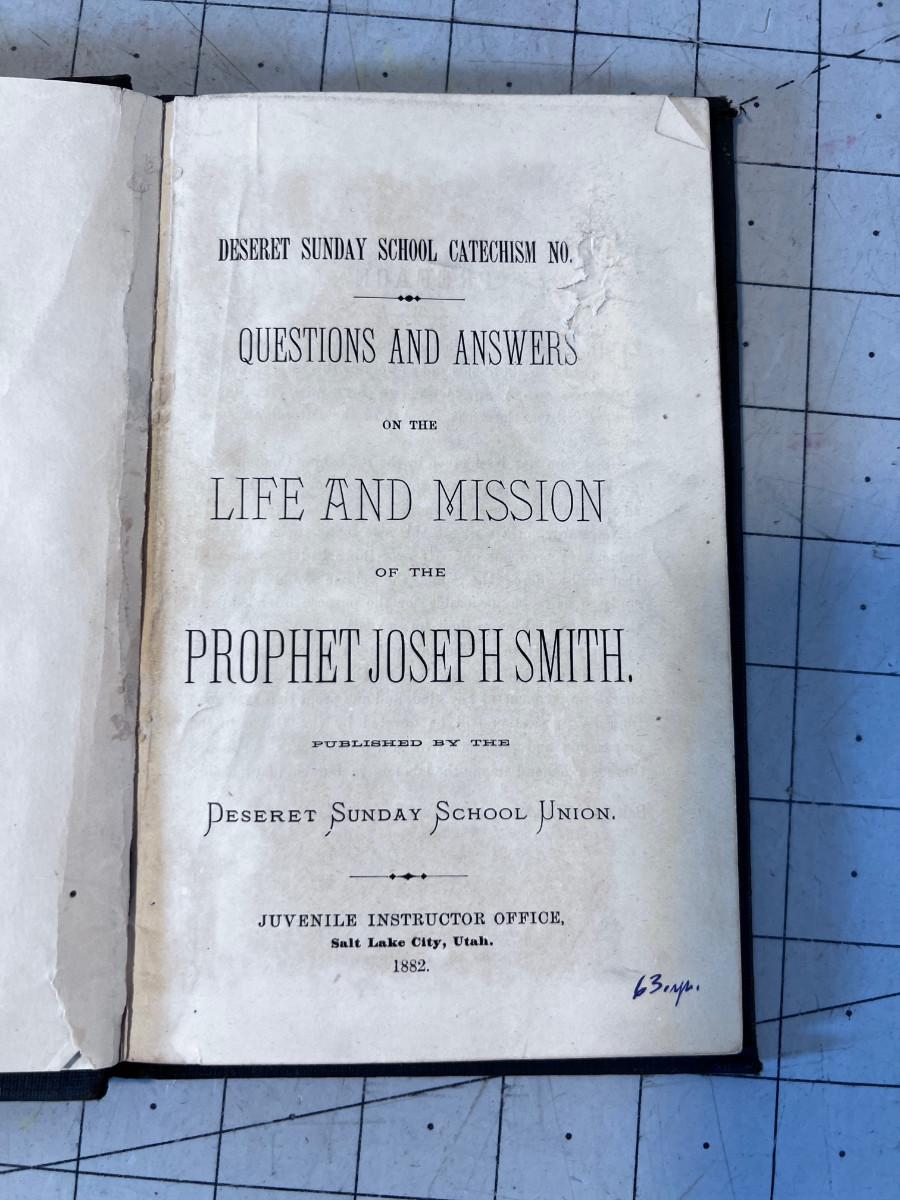 DESERET SUNDAY SCHOOL CATECHISM NO.
QUESTIONS AND ANSWERS
ON THE
LIFE AND MISSION
OF THE
PROPHET JOSEPH SMITH.
PUBLISHED BY THE
DESERET SUNDAY SCHOOL UNION.
JUVENILE INSTRUCTOR OFFICE,
Salt Lake City, Utah.
1882.
63